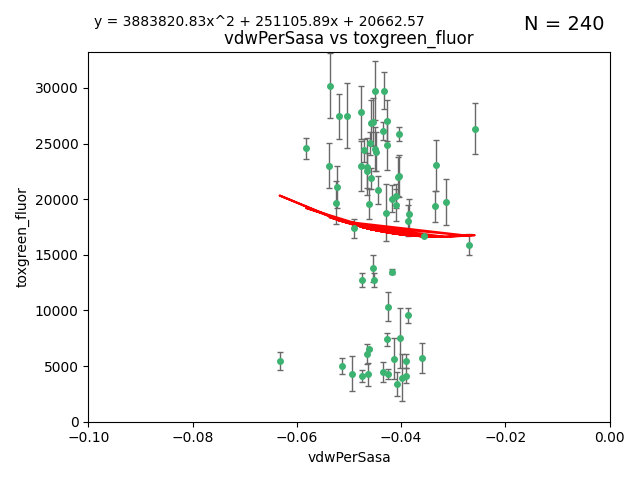 y = 3883820.83x^2 + 251105.89x + 20662.57
N = 240
vdwPerSasa vs toxgreen_fluor
toxgreen_fluor
30000
25000
20000
15000
10000
5000
0
−0.10
−0.08
−0.06
−0.04
−0.02
0.00
vdwPerSasa